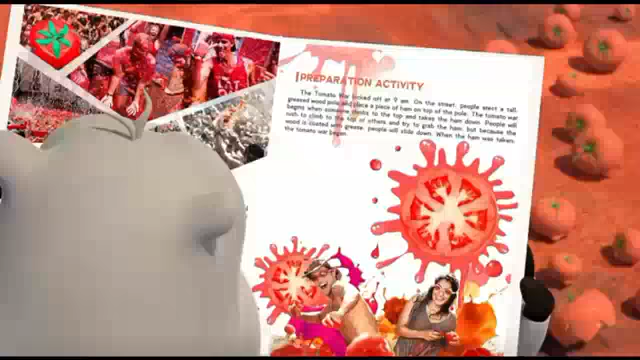 PREPARATION ACTIVITY
The Tomato War kicked off at 9 am. On the street, people erect a tall,
greased wood pole and place a piece of ham on top of the pole. The tomato war
begins when someone climbs to the top and takes the ham down. People will
rush to climb to the top of others and try to grab the ham, but because the
wood is coated with grease, people will slide down. When the ham was taken,
the tomato war began.